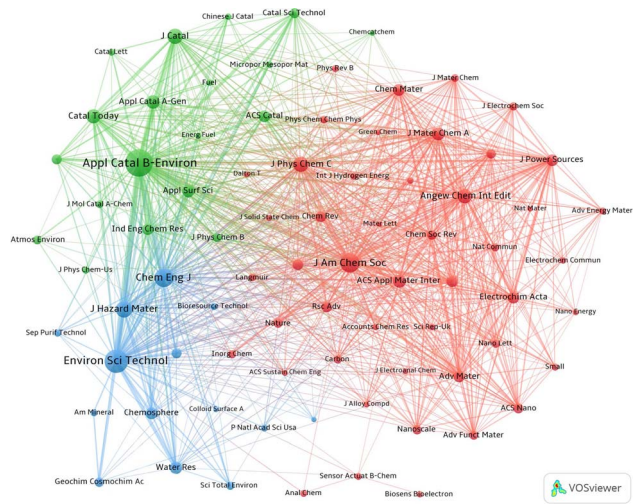 Chinese J Catal
Catal Sci Technol
J Catal
Chemcatchem
Catal Lett
Micropor Mesopor Mat
Phys Rev B
J Mater Chem
Fuel
Chem Mater
Appl Catal A-Gen
J Electrochem Soc
Catal Today
ACS Catal
Phys Chem Chem Phys
Green Chem
J Mater Chem A
Energ Fuel
Appl Catal B-Environ
J Phys Chem C
J Power Sources
Dalton T
Int J Hydrogen Energ
Appl Surf Sci
Angew Chem Int Edit
J Mol Catal A-Chem
J Solid State Chem
Chem Rev
Nat Mater
Adv Energy Mater
Mater Lett
Ind Eng Chem Res
Atmos Environ
J Phys Chem B
Chem Soc Rev
Nat Commun
J Phys Chem-Us
Chem Eng J
Langmuir
J Am Chem Soc
Electrochem Commun
ACS Appl Mater Inter
Electrochim Acta
J Hazard Mater
Bioresource Technol
Rsc Adv
Nano Energy
Nature
Accounts Chem Res
Sci Rep-Uk
Sep Purif Technol
Nano Lett
Environ Sci Technol
Inorg Chem
Carbon
Small
ACS Sustain Chem Eng
J Electroanal Chem
Adv Mater
Am Mineral
Chemosphere
Colloid Surface A
J Alloy Compd
ACS Nano
P Natl Acad Sci Usa
Nanoscale
Adv Funct Mater
Water Res
Geochim Cosmochim Ac
Sci Total Environ
Sensor Actuat B-Chem
Anal Chem
Biosens Bioelectron
VOSviewer